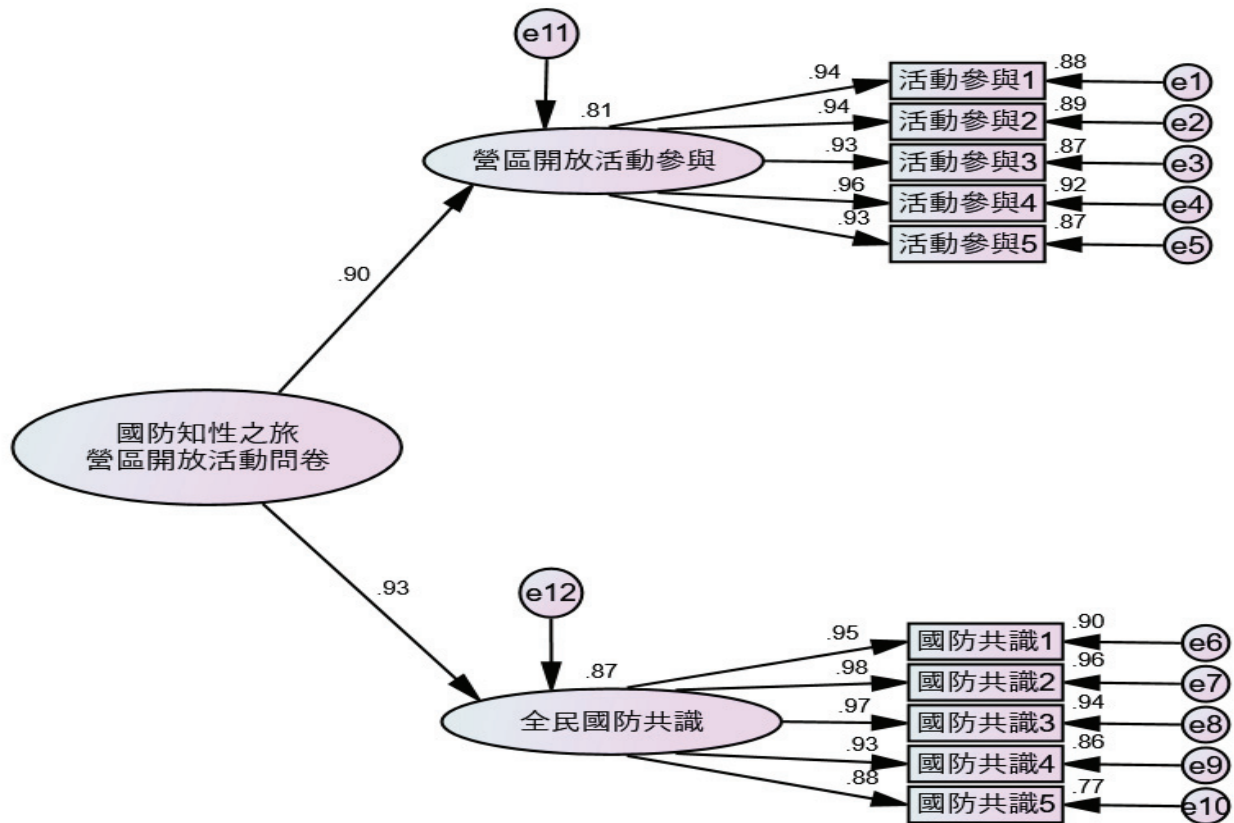 e11
.81
營區開放活動參與
.94
活動參與1
.88
e1
.94
活動參與2
.89
e2
.93
活動參與3
.87
e3
.96
活動參與4
.92
e4
.93
活動參與5
.87
e5
.90
國防知性之旅
營區開放活動問卷
.93
e12
.87
全民國防共識
.95
國防共識1
.90
e6
.98
國防共識2
.96
e7
.97
國防共識3
.94
e8
.93
國防共識4
.86
e9
.88
國防共識5
.77
e10